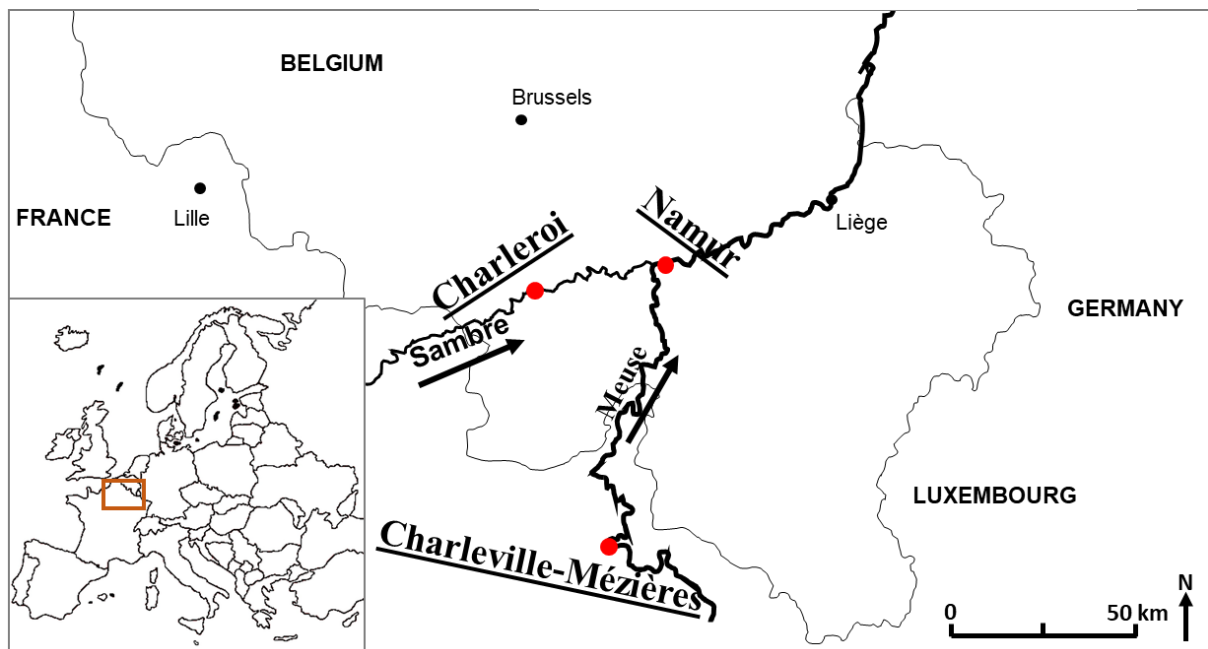 BELGIUM
Brussels
FRANCE
Lille
Charleroi
Namur
Liège
Sambre
Meuse
GERMANY
LUXEMBOURG
Charleville-Mézières
0
50 km
N